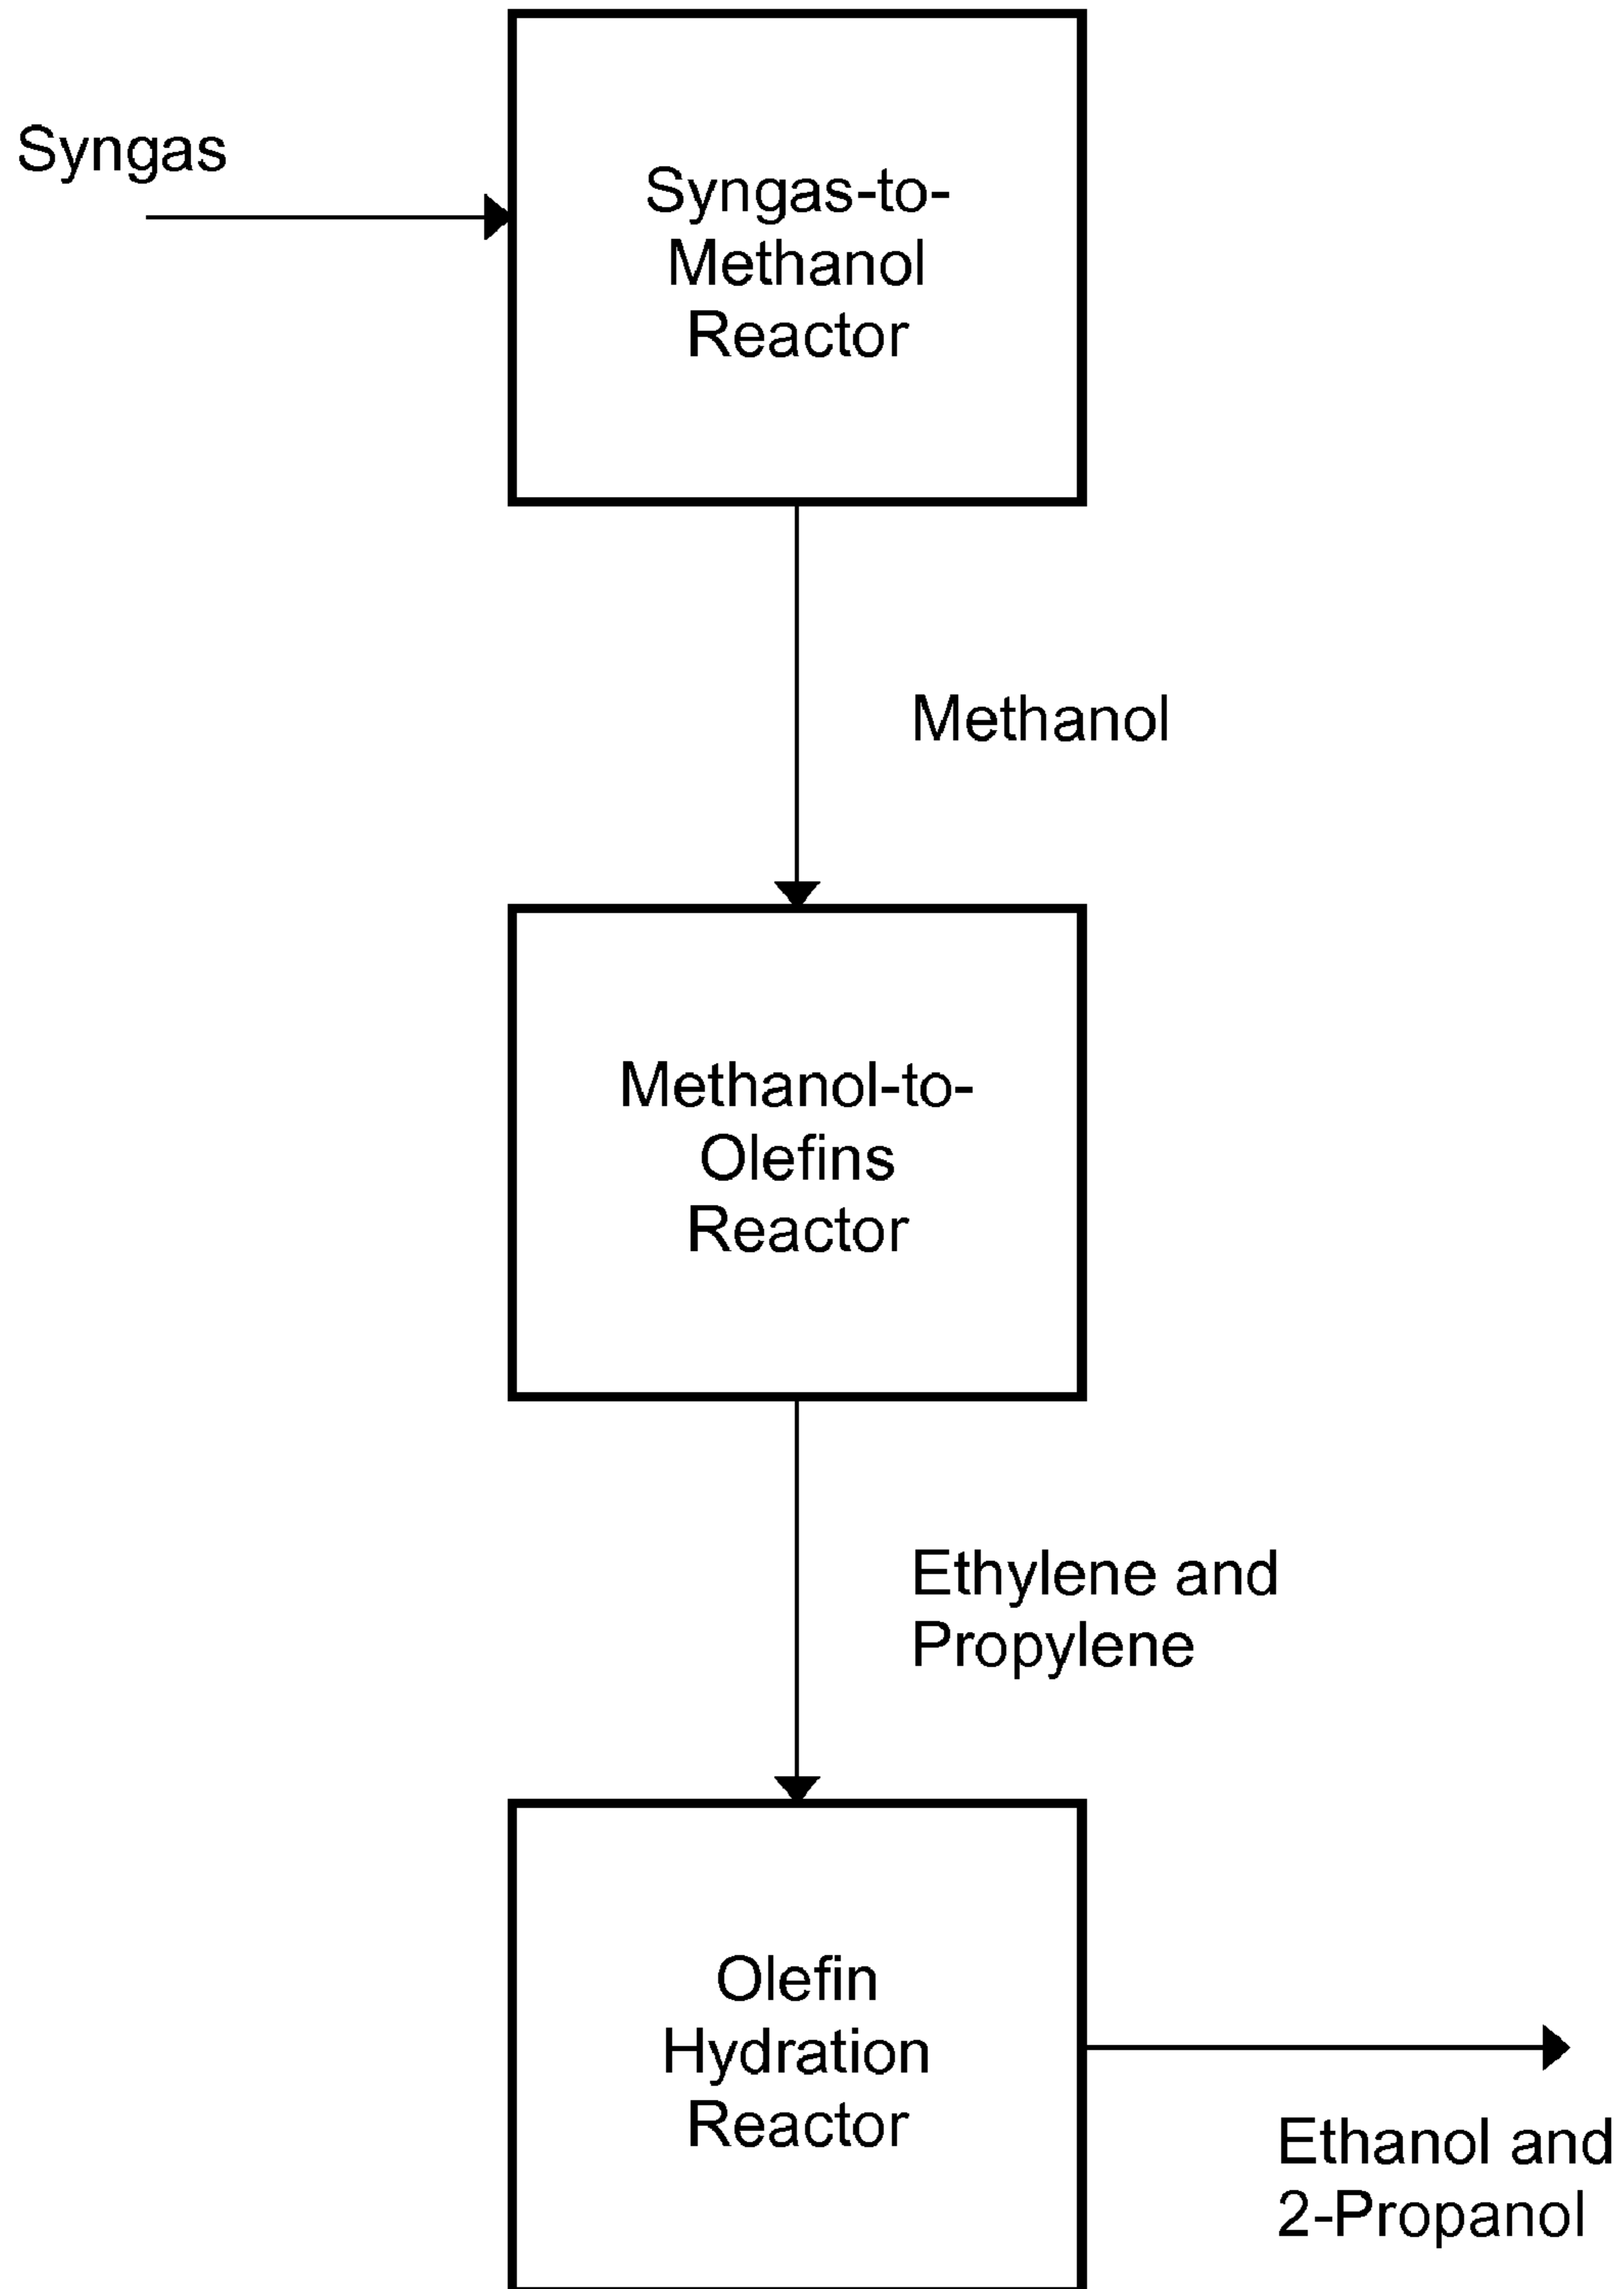 Syngas
Syngas-to-
Methanol
Reactor
Methanol
Methanol-to-
Olefins
Reactor
Ethylene and
Propylene
Olefin
Hydration
Reactor
Ethanol and
2-Propanol